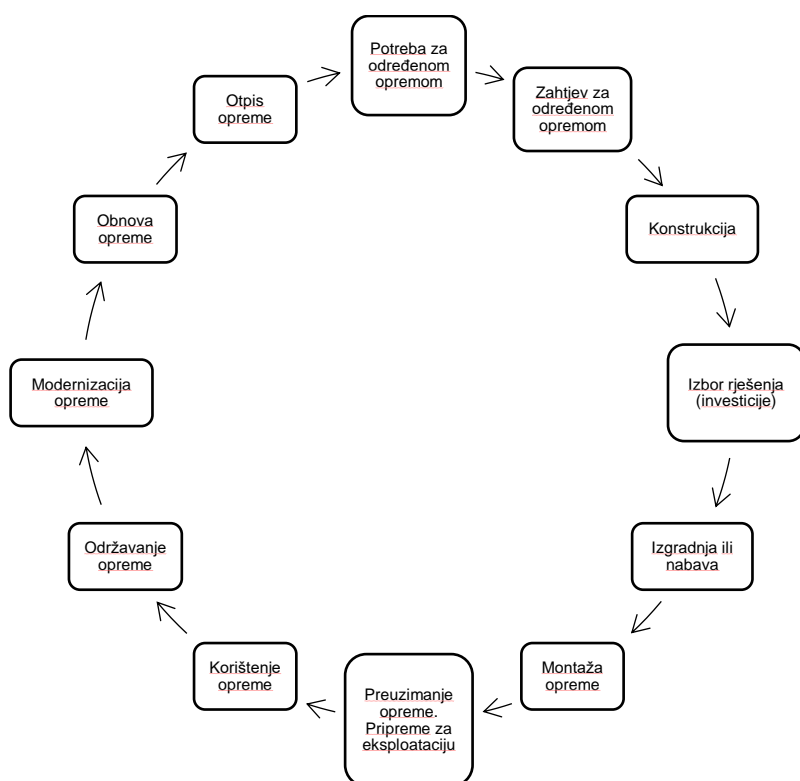 Potreba za
određenom
opremom
Zahtjev za
određenom
opremom
Konstrukcija
Izbor rješenja
(investicije)
Izgradnja ili
nabava
Montaža
opreme
Preuzimanje
opreme.
Pripreme za
eksploataciju
Korištenje
opreme
Održavanje
opreme
Modernizacija
opreme
Obnova
opreme
Otpis
opreme